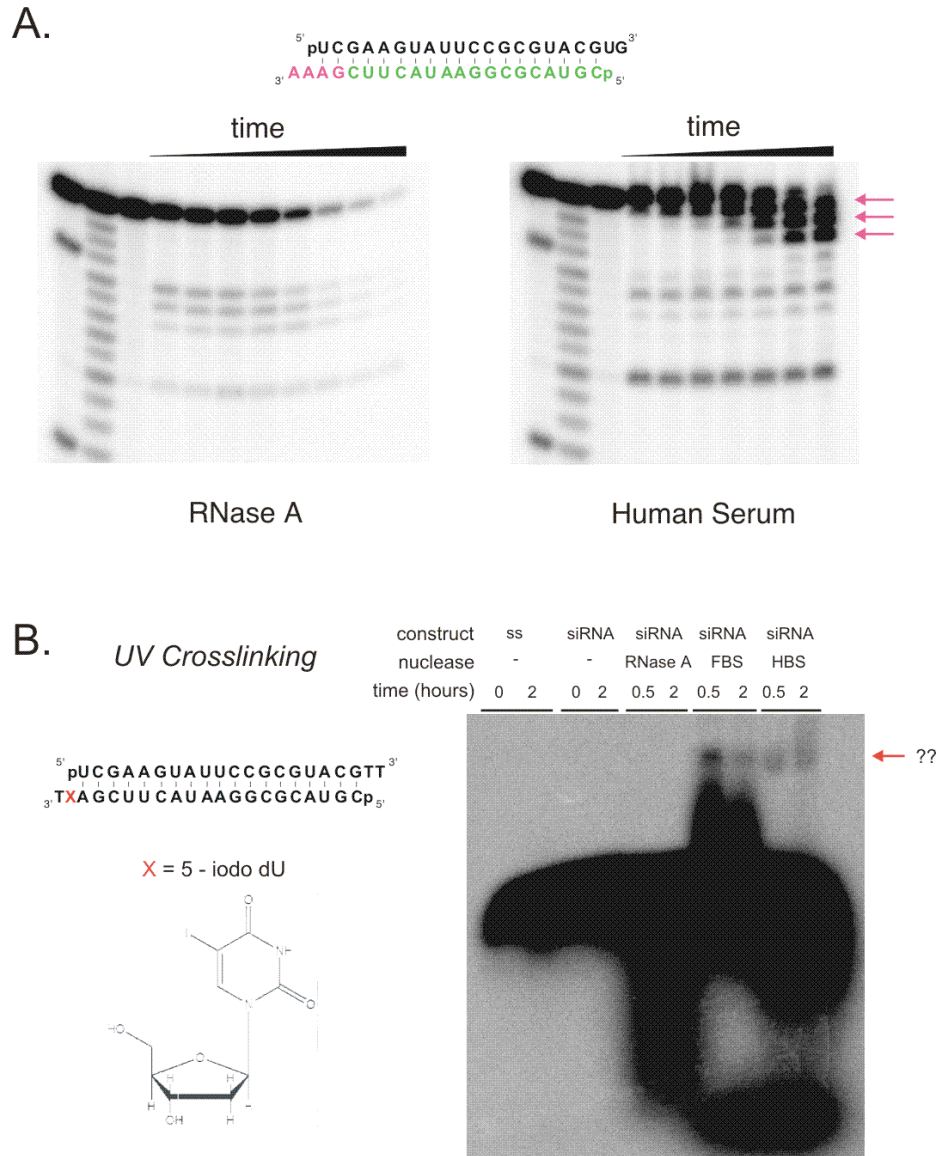 A.
5' pUCGAAGUAUUCCGCGUACGUG 3'
3' AAAGCUUCAUAAGGCGCAUGCp 5'
time
time
RNase A
Human Serum
B.
UV Crosslinking
construct ss siRNA siRNA siRNA siRNA
nuclease - - RNase A FBS HBS
time (hours) 0 2 0 2 0.5 2 0.5 2 0.5 2
??
5' pUCGAAGUAUUCCGCGUACGTT 3'
3' TXAGCUUCAUAAGGCGCAUGCp 5'
X = 5 - iodo dU
O
I
NH
N
O
HO
O
H H
H H
OH